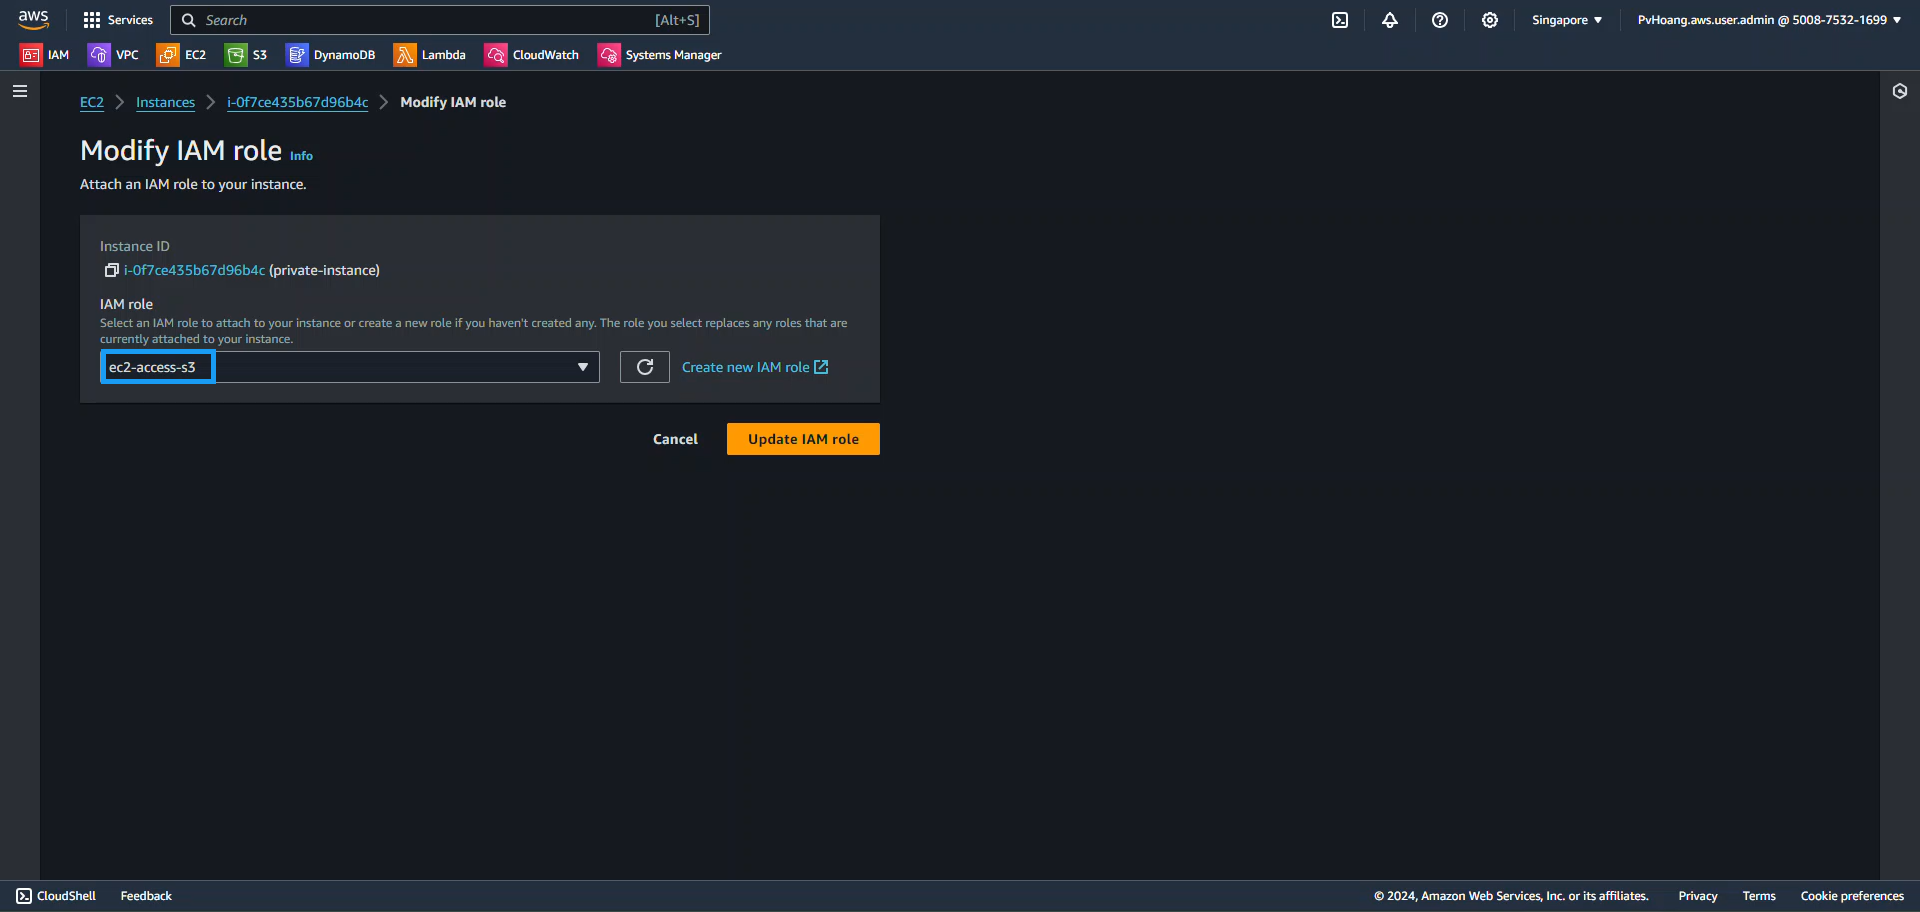 aws Services Search [Alt+S] Singapore PvHoang.aws.user.admin @ 5008-7532-1699
IAM VPC EC2 S3 DynamoDB Lambda CloudWatch Systems Manager
EC2 Instances i-0f7ce435b67d96b4c Modify IAM role
Modify IAM role Info
Attach an IAM role to your instance.
Instance ID
i-0f7ce435b67d96b4c (private-instance)
IAM role
Select an IAM role to attach to your instance or create a new role if you haven't created any. The role you select replaces any roles that are
currently attached to your instance.
ec2-access-s3 Create new IAM role
Cancel Update IAM role
CloudShell Feedback © 2024, Amazon Web Services, Inc. or its affiliates. Privacy Terms Cookie preferences